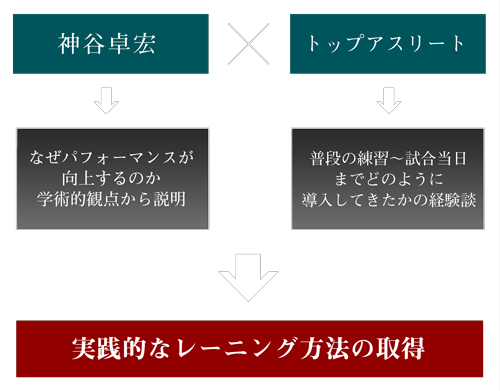 神谷卓宏
トップアスリート
なぜパフォーマンスが
向上するのか
学術的観点から説明
普段の練習～試合当日
までどのように
導入してきたかの経験談
実践的なレーニング方法の取得